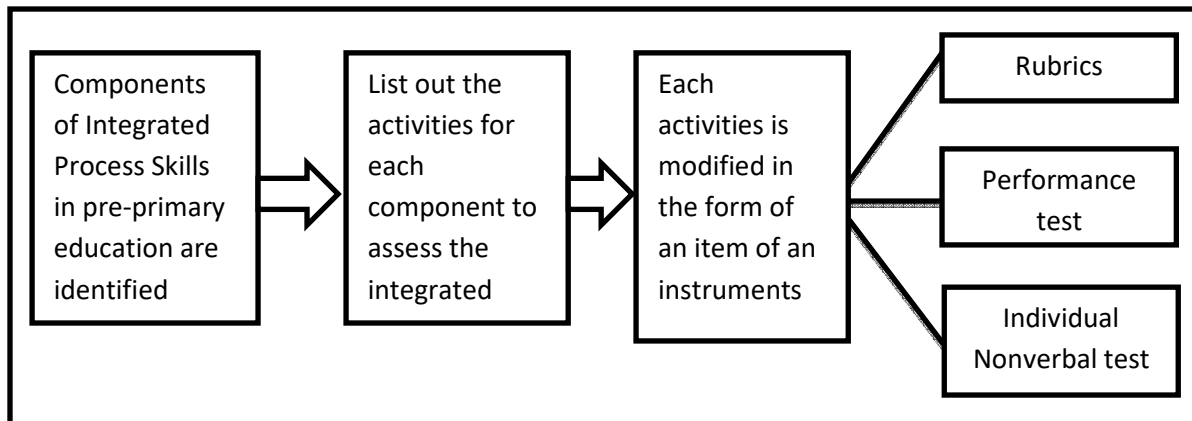 Components
of Integrated
Process Skills
in pre-primary
education are
identified
List out the
activities for
each
component to
assess the
integrated
Each
activities is
modified in
the form of
an item of an
instruments
Rubrics
Performance
test
Individual
Nonverbal test